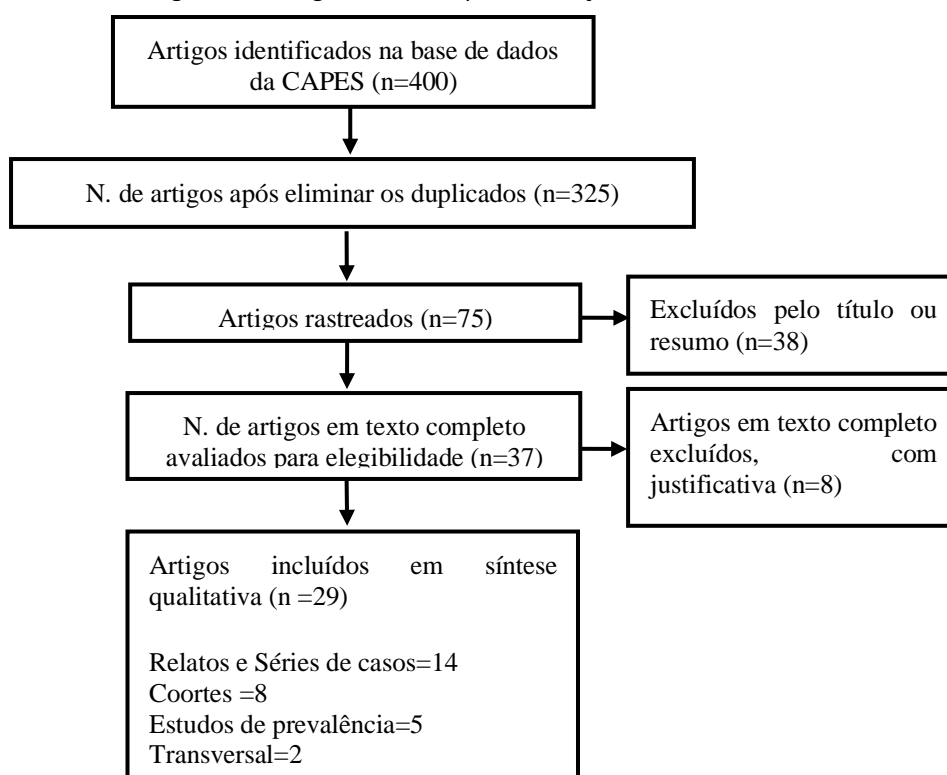 Artigos identificados na base de dados
da CAPES (n=400)
N. de artigos após eliminar os duplicados (n=325)
Artigos rastreados (n=75)
Excluídos pelo título ou
resumo (n=38)
N. de artigos em texto completo
avaliados para elegibilidade (n=37)
Artigos em texto completo
excluídos, com
justificativa (n=8)
Artigos incluídos em síntese
qualitativa (n =29)
Relatos e Séries de casos=14
Coortes =8
Estudos de prevalência=5
Transversal=2